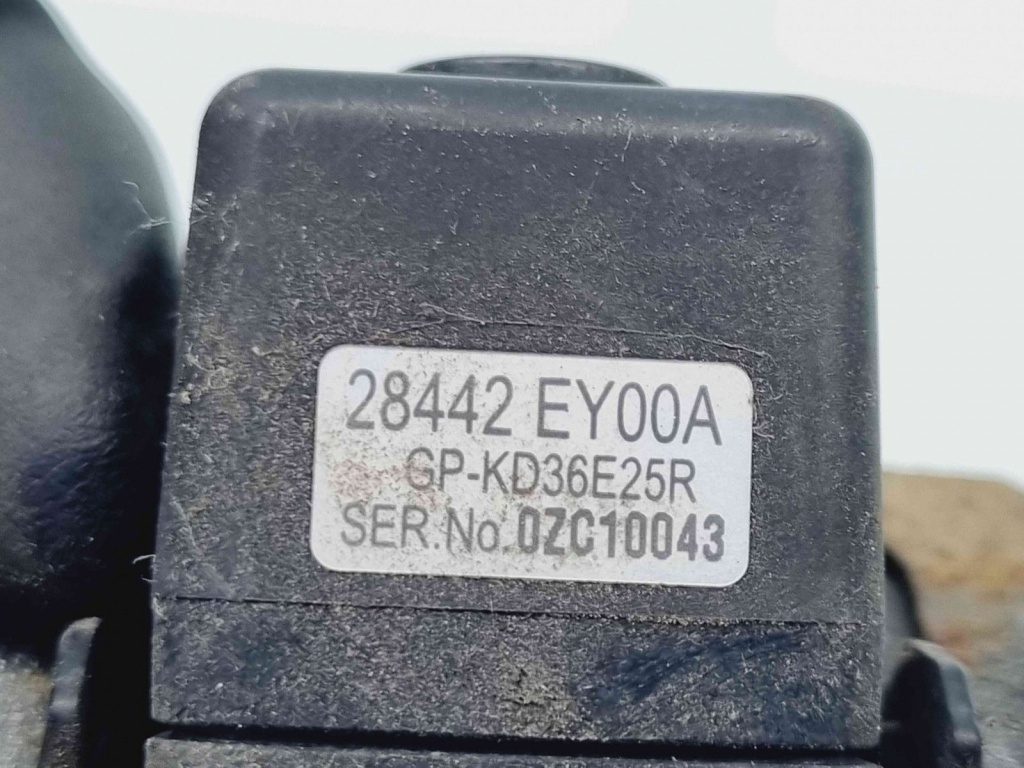 28442 EY00A
GP-KD36E25R
SER.No.0ZC10043